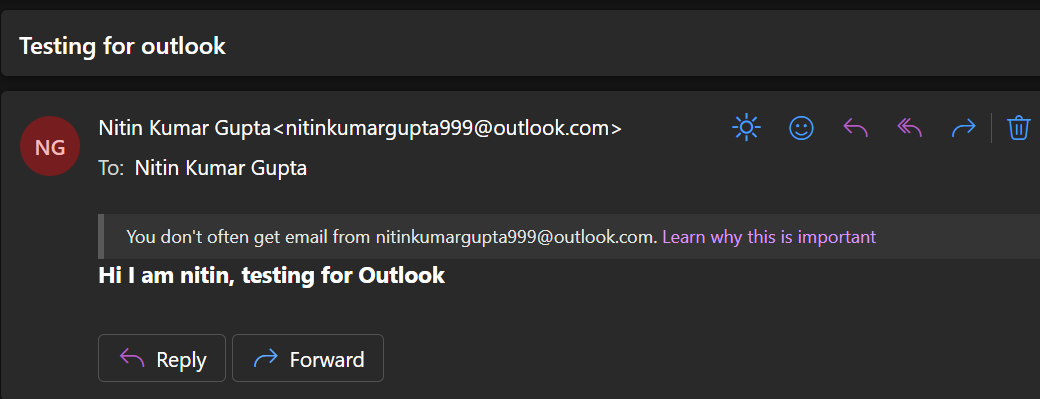 Testing for outlook
NG
Nitin Kumar Gupta<nitinkumargupta999@outlook.com>
To: Nitin Kumar Gupta
You don't often get email from nitinkumargupta999@outlook.com. Learn why this is important
Hi I am nitin, testing for Outlook
Reply
Forward